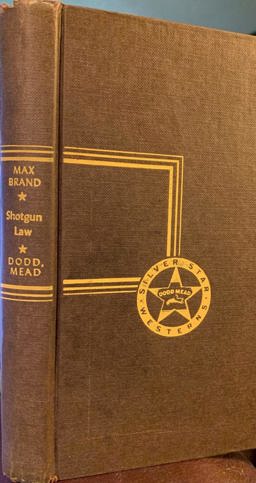 MAX
BRAND
Shotgun
Law
DODD,
MEAD
SILVER STAR
DODD MEAD
WESTERNS